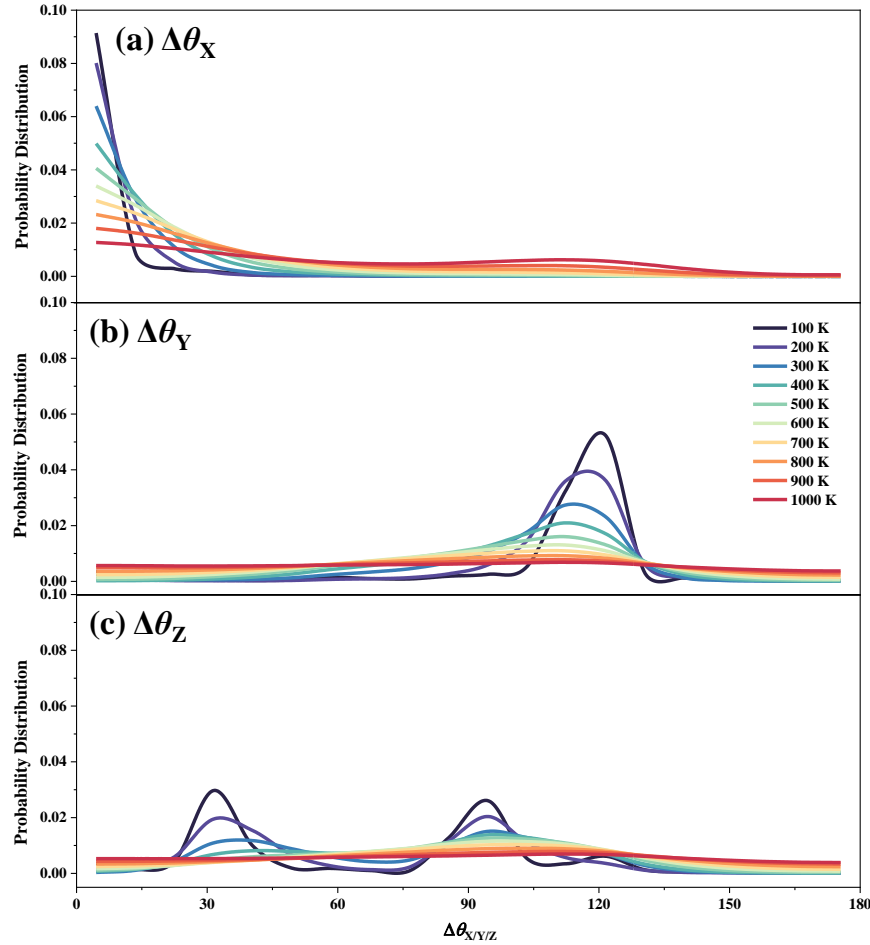 (a) Δθ_X
Probability Distribution
0.10
0.08
0.06
0.04
0.02
0.00
(b) Δθ_Y
Probability Distribution
0.10
0.08
0.06
0.04
0.02
0.00
100 K
200 K
300 K
400 K
500 K
600 K
700 K
800 K
900 K
1000 K
(c) Δθ_Z
Probability Distribution
0.10
0.08
0.06
0.04
0.02
0.00
0 30 60 90 120 150 180
Δθ_X/Y/Z